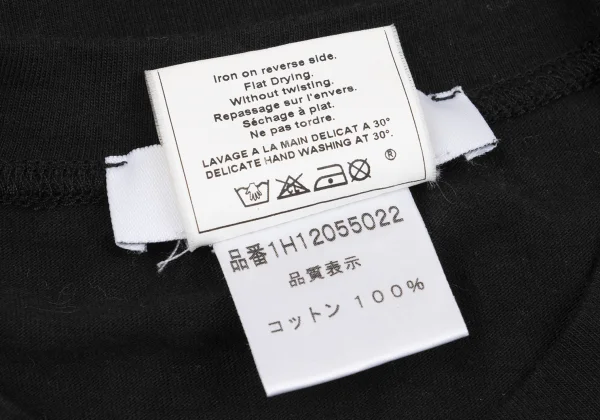 Iron on reverse side.
Flat Drying.
Without twisting.
Repassage sur l'envers.
Séchage à plat.
Ne pas tordre.
LAVAGE A LA MAIN DELICAT A 30°
DELICATE HAND WASHING AT 30°.
®
品番1H12055022
品質表示
コットン 100%